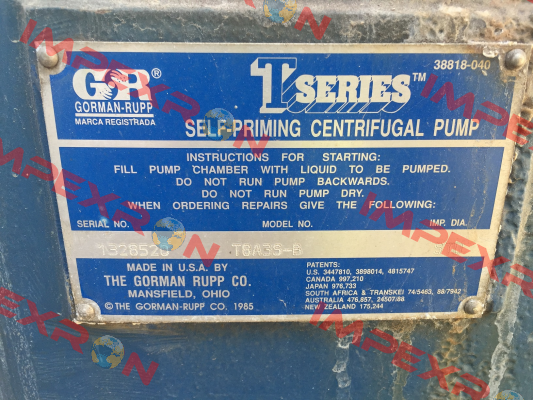 38818-040
GR®
GORMAN-RUPP
MARCA REGISTRADA
T SERIES™
SELF-PRIMING CENTRIFUGAL PUMP
INSTRUCTIONS FOR STARTING:
FILL PUMP CHAMBER WITH LIQUID TO BE PUMPED.
DO NOT RUN PUMP BACKWARDS.
DO NOT RUN PUMP DRY.
WHEN ORDERING REPAIRS GIVE THE FOLLOWING:
SERIAL NO. MODEL NO. IMP. DIA.
MADE IN U.S.A. BY
THE GORMAN-RUPP CO.
MANSFIELD, OHIO
© THE GORMAN-RUPP CO. 1985
PATENTS:
U.S. 3447810, 3898014, 4815747
CANADA 997,210
JAPAN 976,733
SOUTH AFRICA & TRANSKEI 74/5463, 88/7942
AUSTRALIA 476,857, 24507/88
NEW ZEALAND 175,244
IMPEXRON